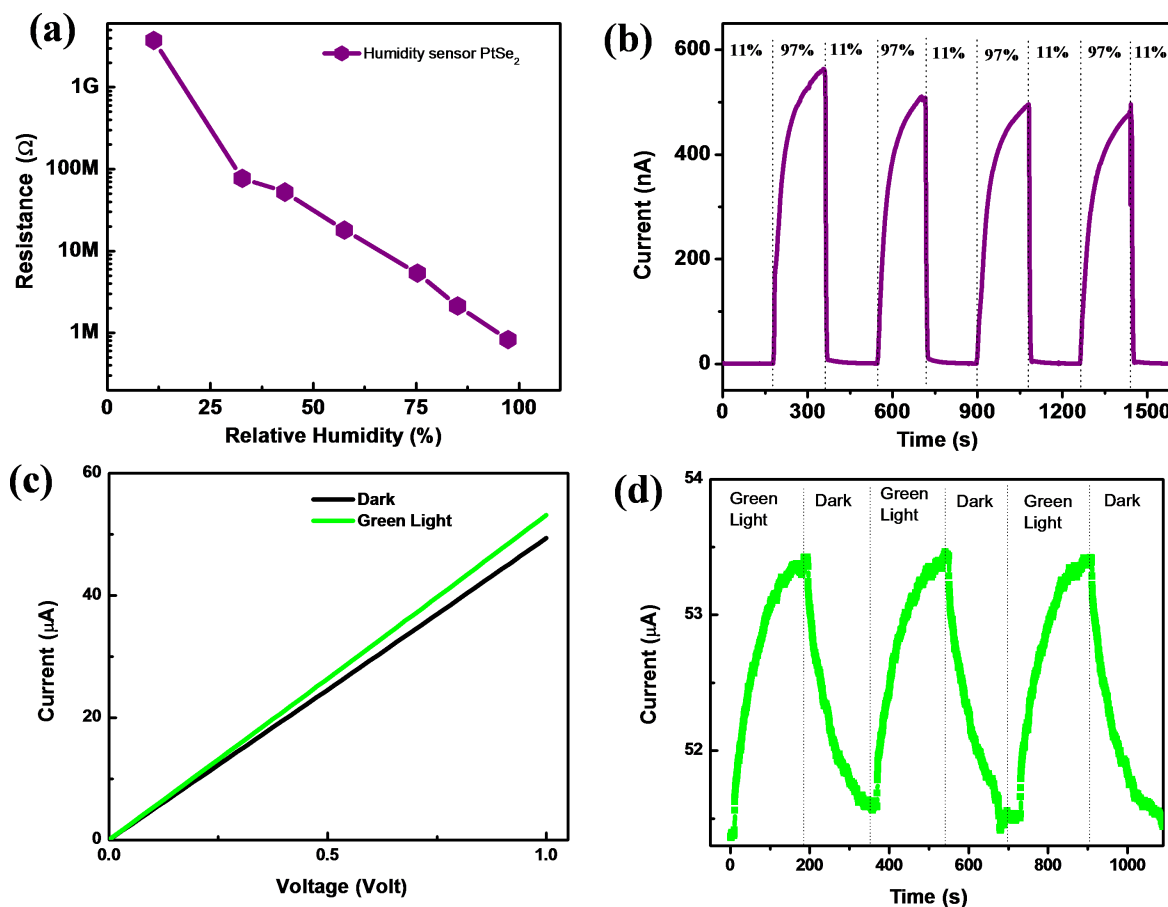 (a)
Humidity sensor PtSe₂
1G
100M
10M
1M
Resistance (Ω)
0 25 50 75 100
Relative Humidity (%)
(b)
11% 97% 11% 97% 11% 97% 11% 97% 11%
600
400
200
0
Current (nA)
0 300 600 900 1200 1500
Time (s)
(c)
Dark
Green Light
60
40
20
0
Current (μA)
0.0 0.5 1.0
Voltage (Volt)
(d)
Green Dark Green Dark Green Dark
Light Light Light
54
53
52
Current (μA)
0 200 400 600 800 1000
Time (s)